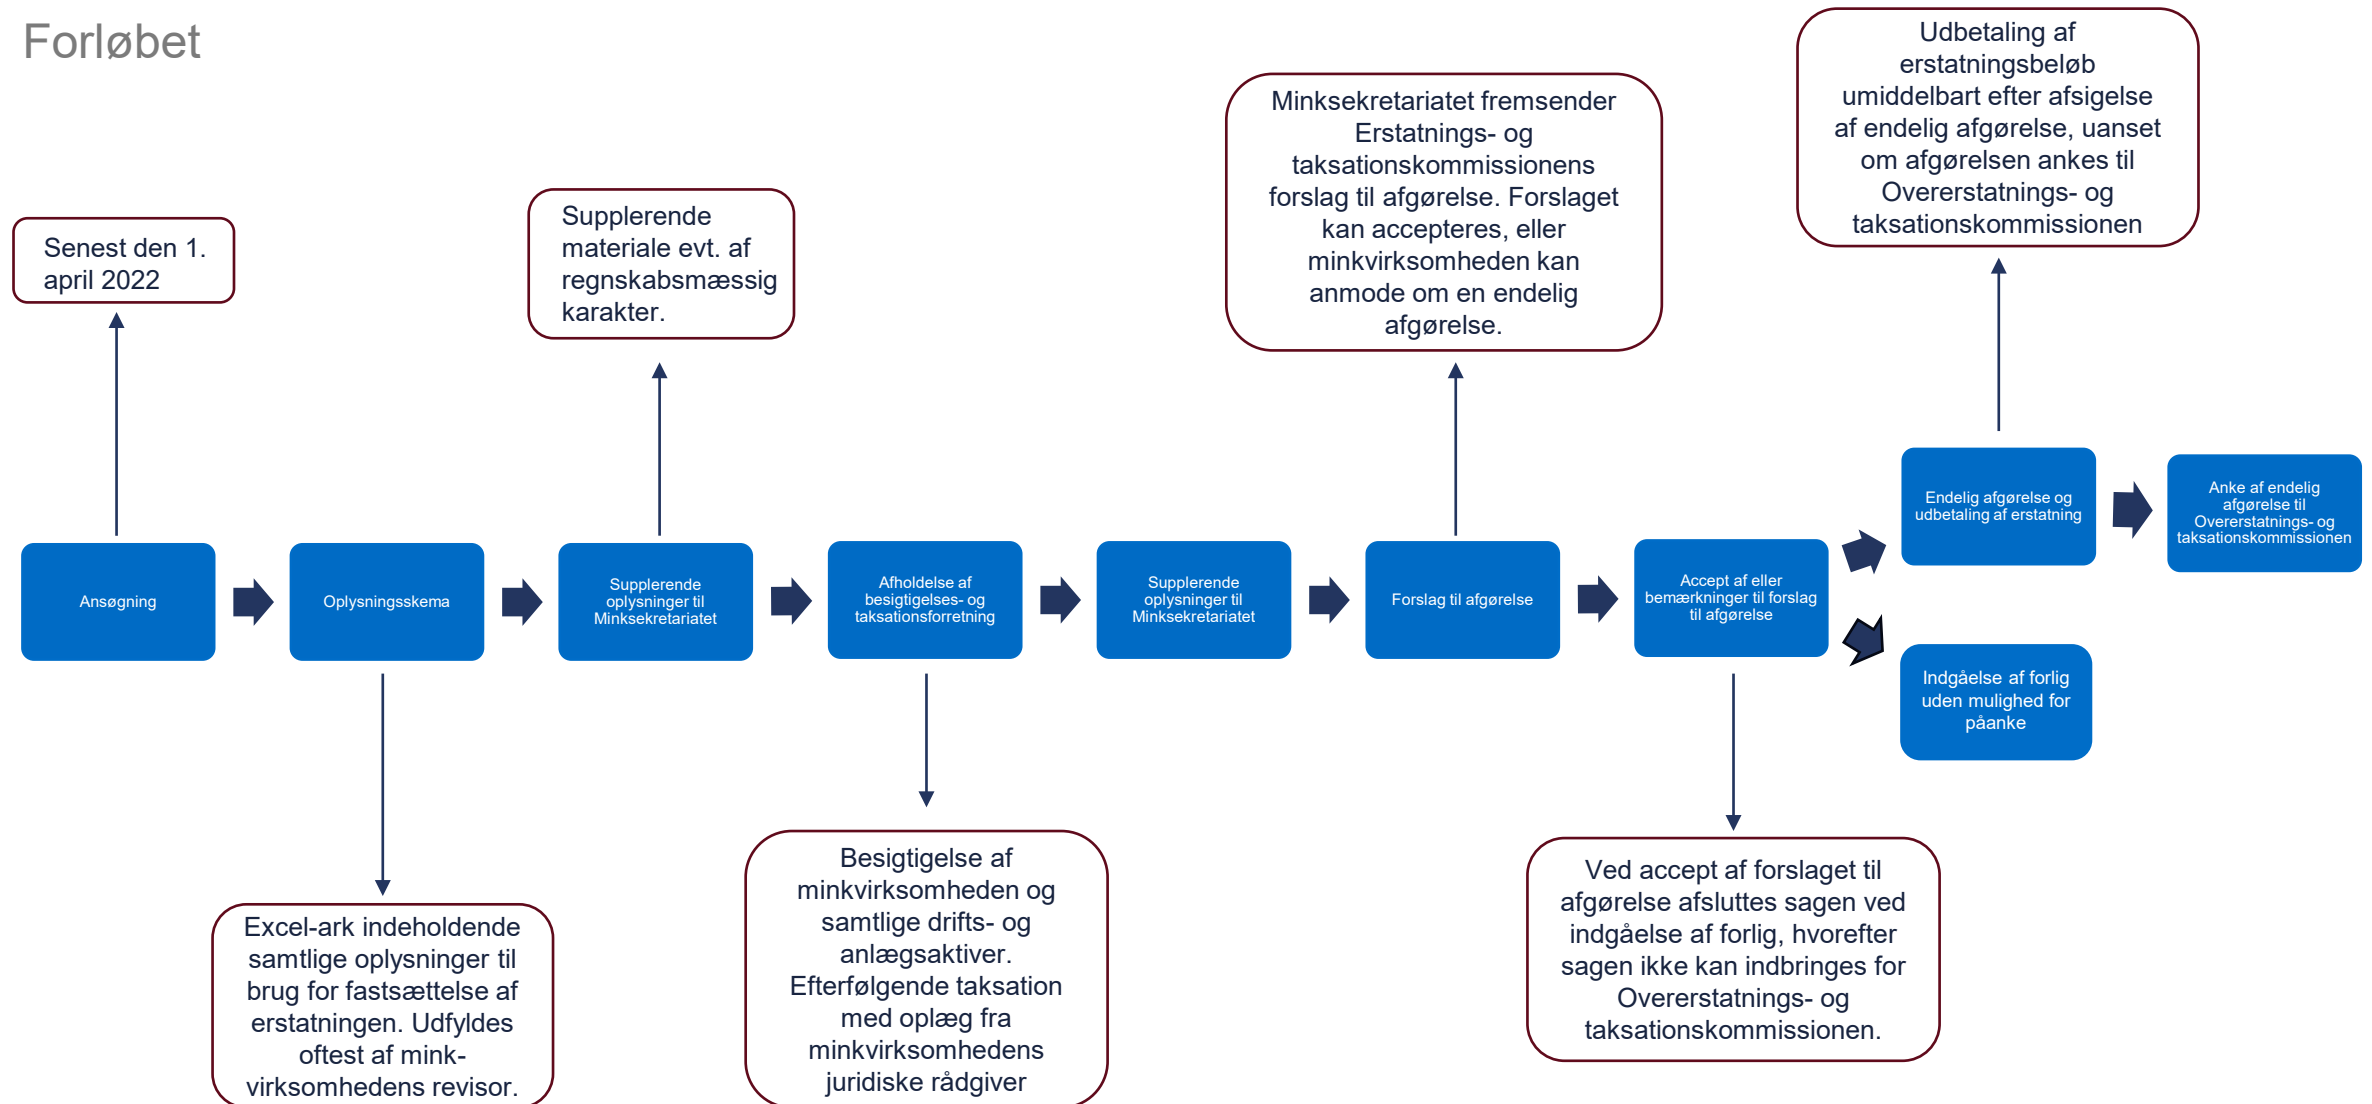 Forløbet
Senest den 1.
april 2022
Supplerende
materiale evt. af
regnskabsmæssig
karakter.
Minksekretariatet fremsender
Erstatnings- og
taksationskommissionens
forslag til afgørelse. Forslaget
kan accepteres, eller
minkvirksomheden kan
anmode om en endelig
afgørelse.
Udbetaling af
erstatningsbeløb
umiddelbart efter afsigelse
af endelig afgørelse, uanset
om afgørelsen ankes til
Overerstatnings- og
taksationskommissionen
Ansøgning
Oplysningsskema
Supplerende
oplysninger til
Minksekretariatet
Afholdelse af
besigtigelses- og
taksationsforretning
Supplerende
oplysninger til
Minksekretariatet
Forslag til afgørelse
Accept af eller
bemærkninger til forslag
til afgørelse
Endelig afgørelse og
udbetaling af erstatning
Anke af endelig
afgørelse til
Overerstatnings- og
taksationskommissionen
Indgåelse af forlig
uden mulighed for
påanke
Excel-ark indeholdende
samtlige oplysninger til
brug for fastsættelse af
erstatningen. Udfyldes
oftest af mink-
virksomhedens revisor.
Besigtigelse af
minkvirksomheden og
samtlige drifts- og
anlægsaktiver.
Efterfølgende taksation
med oplæg fra
minkvirksomhedens
juridiske rådgiver
Ved accept af forslaget til
afgørelse afsluttes sagen ved
indgåelse af forlig, hvorefter
sagen ikke kan indbringes for
Overerstatnings- og
taksationskommissionen.